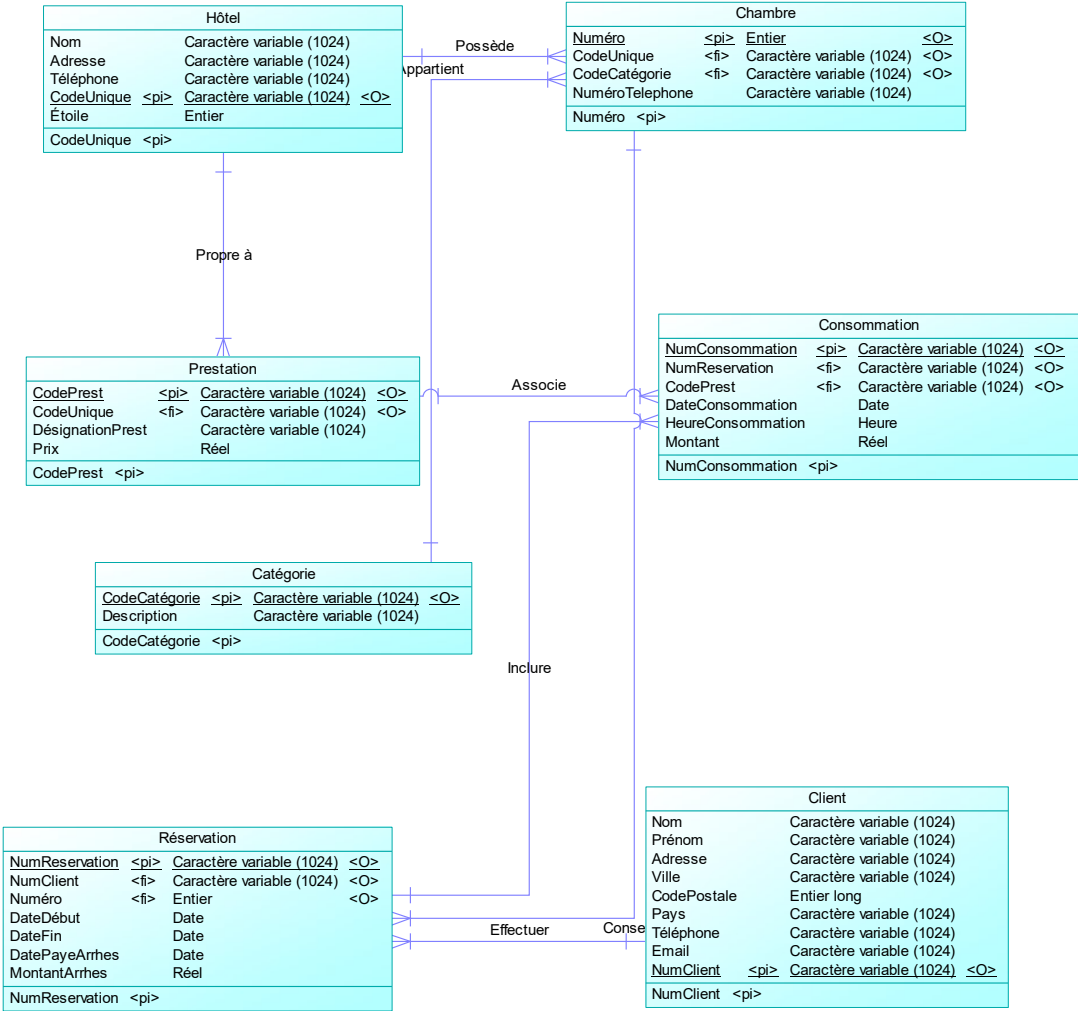 Hôtel
Nom Caractère variable (1024)
Adresse Caractère variable (1024)
Téléphone Caractère variable (1024)
CodeUnique <pi> Caractère variable (1024) <O>
Étoile Entier
CodeUnique <pi>
Possède
Appartient
Chambre
Numéro <pi> Entier <O>
CodeUnique <fi> Caractère variable (1024) <O>
CodeCatégorie <fi> Caractère variable (1024) <O>
NuméroTelephone Caractère variable (1024)
Numéro <pi>
Propre à
Prestation
CodePrest <pi> Caractère variable (1024) <O>
CodeUnique <fi> Caractère variable (1024) <O>
DésignationPrest Caractère variable (1024)
Prix Réel
CodePrest <pi>
Associe
Consommation
NumConsommation <pi> Caractère variable (1024) <O>
NumReservation <fi> Caractère variable (1024) <O>
CodePrest <fi> Caractère variable (1024) <O>
DateConsommation Date
HeureConsommation Heure
Montant Réel
NumConsommation <pi>
Catégorie
CodeCatégorie <pi> Caractère variable (1024) <O>
Description Caractère variable (1024)
CodeCatégorie <pi>
Inclure
Réservation
NumReservation <pi> Caractère variable (1024) <O>
NumClient <fi> Caractère variable (1024) <O>
Numéro <fi> Entier <O>
DateDébut Date
DateFin Date
DatePayeArrhes Date
MontantArrhes Réel
NumReservation <pi>
Effectuer
Conse
Client
Nom Caractère variable (1024)
Prénom Caractère variable (1024)
Adresse Caractère variable (1024)
Ville Caractère variable (1024)
CodePostale Entier long
Pays Caractère variable (1024)
Téléphone Caractère variable (1024)
Email Caractère variable (1024)
NumClient <pi> Caractère variable (1024) <O>
NumClient <pi>